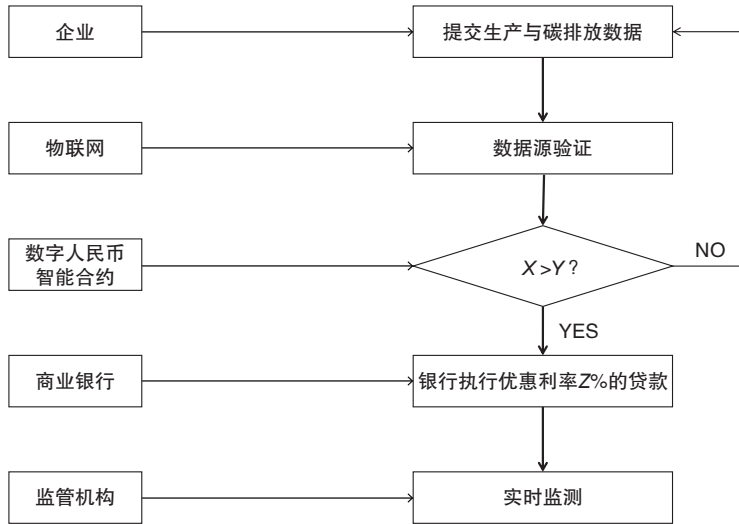 企业
提交生产与碳排放数据
物联网
数据源验证
数字人民币
智能合约
X>Y?
NO
YES
商业银行
银行执行优惠利率Z%的贷款
监管机构
实时监测